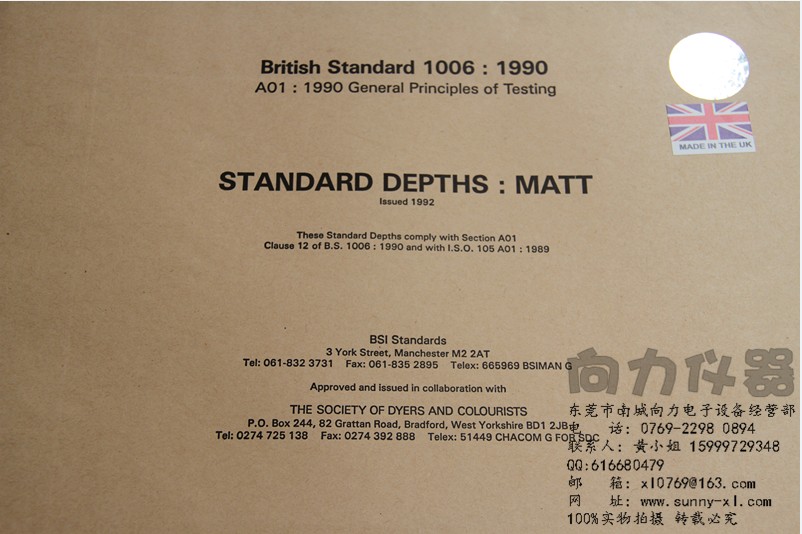 British Standard 1006 : 1990
A01 : 1990 General Principles of Testing
MADE IN THE UK
STANDARD DEPTHS : MATT
Issued 1992
These Standard Depths comply with Section A01
Clause 12 of B.S. 1006 : 1990 and with I.S.O. 105 A01 : 1989
BSI Standards
3 York Street, Manchester M2 2AT
Tel: 061-832 3731 Fax: 061-835 2895 Telex: 665969 BSIMAN G
Approved and issued in collaboration with
THE SOCIETY OF DYERS AND COLOURISTS
P.O. Box 244, 82 Grattan Road, Bradford, West Yorkshire BD1 2JB
Tel: 0274 725 138 Fax: 0274 392 888 Telex: 51449 CHACOM G FOR SDC
向力仪器
东莞市南城向力电子设备经营部
电 话: 0769-2298 0894
联系人: 黄小姐 15999729348
QQ:616680479
邮 箱: xl0769@163.com
网 址: www.sunny-xl.com
100%实物拍摄 转载必究